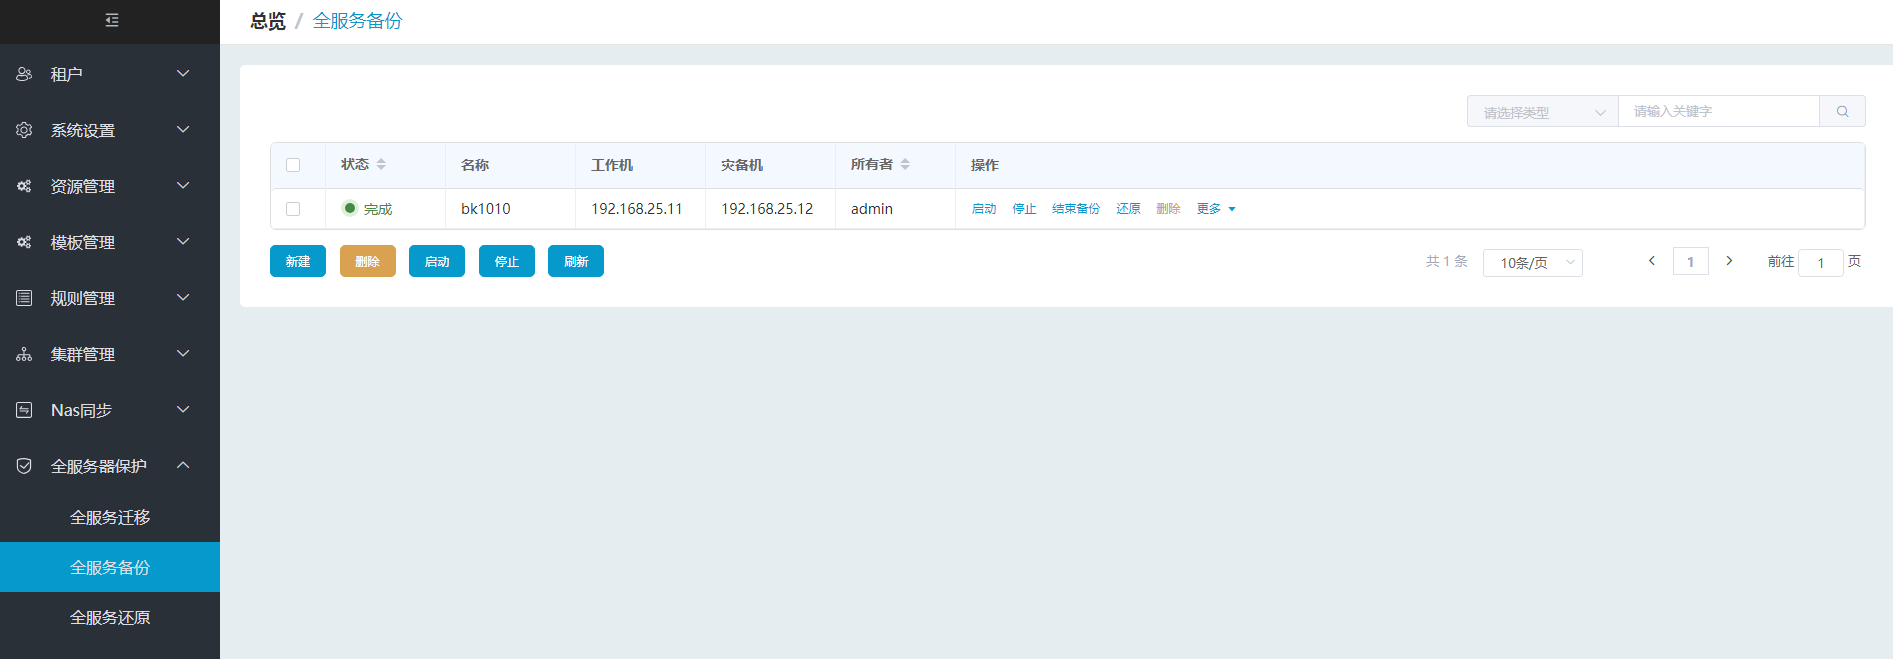 总览 / 全服务备份
租户
系统设置
资源管理
模板管理
规则管理
集群管理
Nas同步
全服务器保护
全服务迁移
全服务备份
全服务还原
请选择类型 请输入关键字
状态 名称 工作机 灾备机 所有者 操作
完成 bk1010 192.168.25.11 192.168.25.12 admin 启动 停止 结束备份 还原 删除 更多
新建 删除 启动 停止 刷新 共 1 条 10条/页 1 前往 1 页